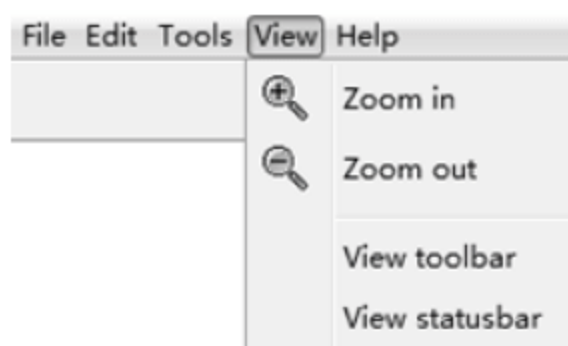 File Edit Tools View Help
Zoom in
Zoom out
View toolbar
View statusbar